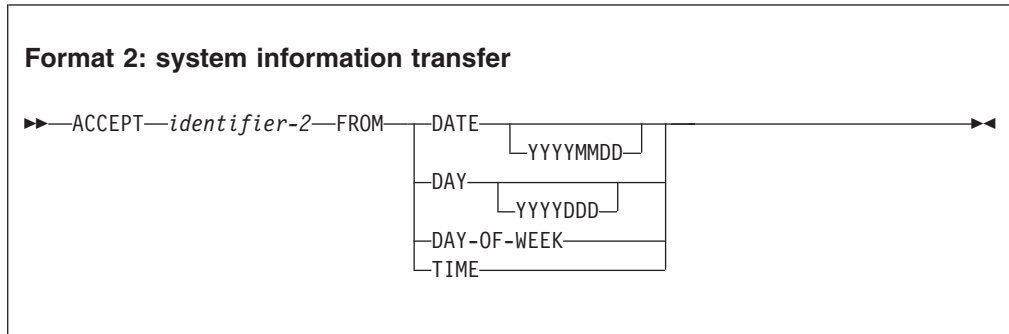 Format 2: system information transfer
ACCEPT identifier-2 FROM DATE
YYYYMMDD
DAY
YYYYDDD
DAY-OF-WEEK
TIME